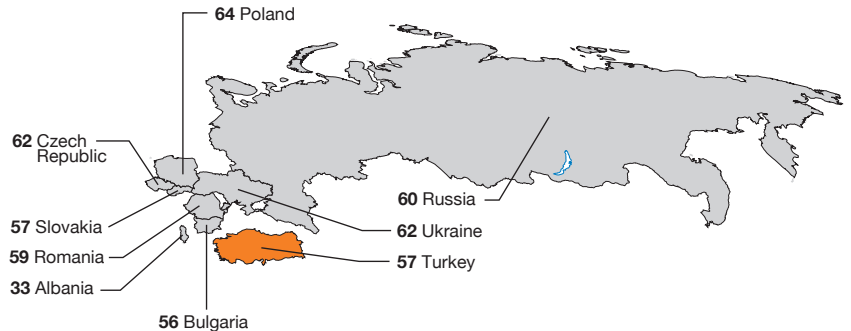 64 Poland
62 Czech
Republic
57 Slovakia
59 Romania
33 Albania
56 Bulgaria
60 Russia
62 Ukraine
57 Turkey